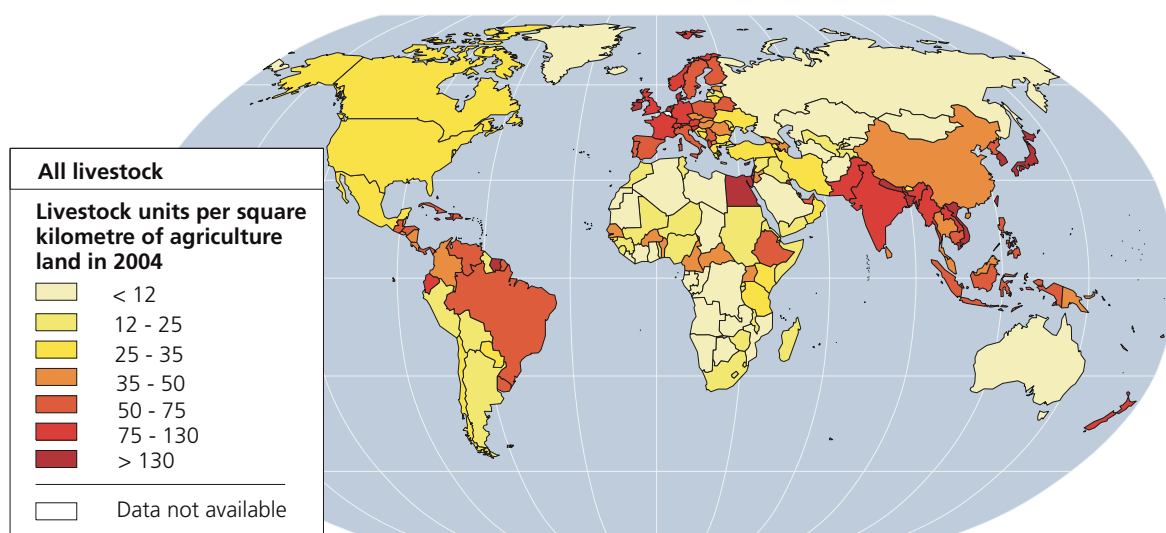 All livestock
Livestock units per square
kilometre of agriculture
land in 2004
< 12
12 - 25
25 - 35
35 - 50
50 - 75
75 - 130
> 130
Data not available